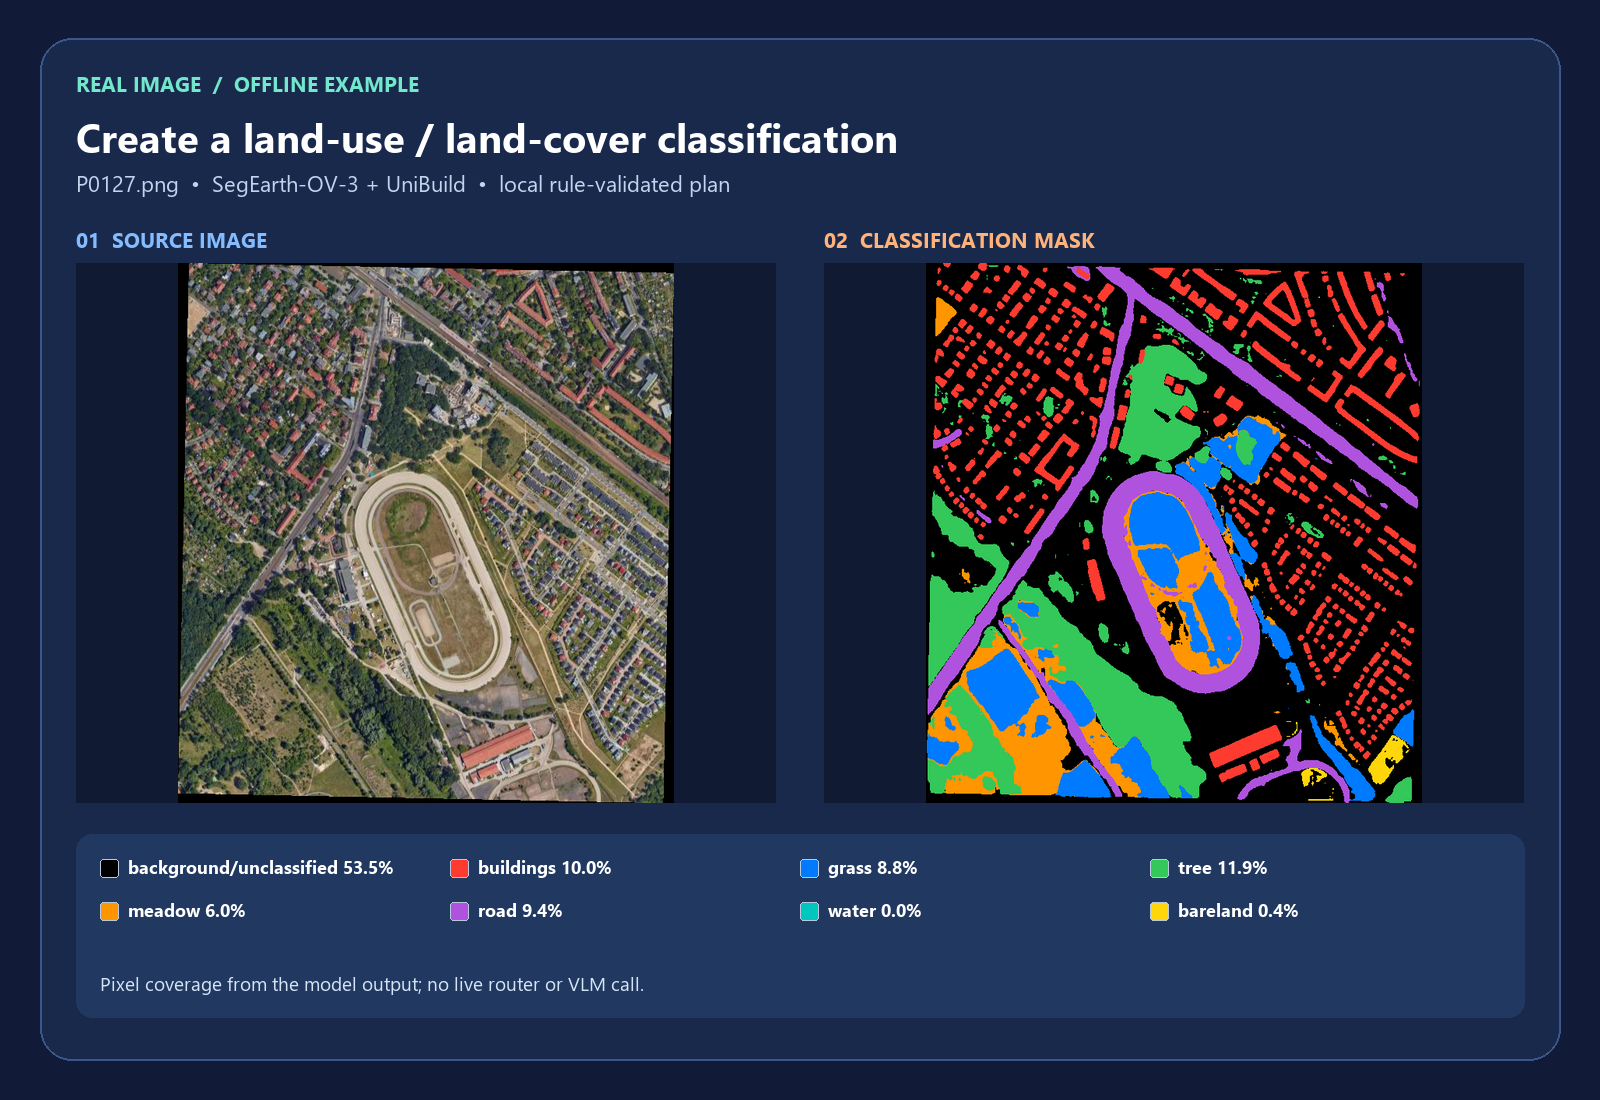 REAL IMAGE / OFFLINE EXAMPLE
Create a land-use / land-cover classification
P0127.png • SegEarth-OV-3 + UniBuild • local rule-validated plan
01 SOURCE IMAGE
02 CLASSIFICATION MASK
background/unclassified 53.5%
buildings 10.0%
grass 8.8%
tree 11.9%
meadow 6.0%
road 9.4%
water 0.0%
bareland 0.4%
Pixel coverage from the model output; no live router or VLM call.